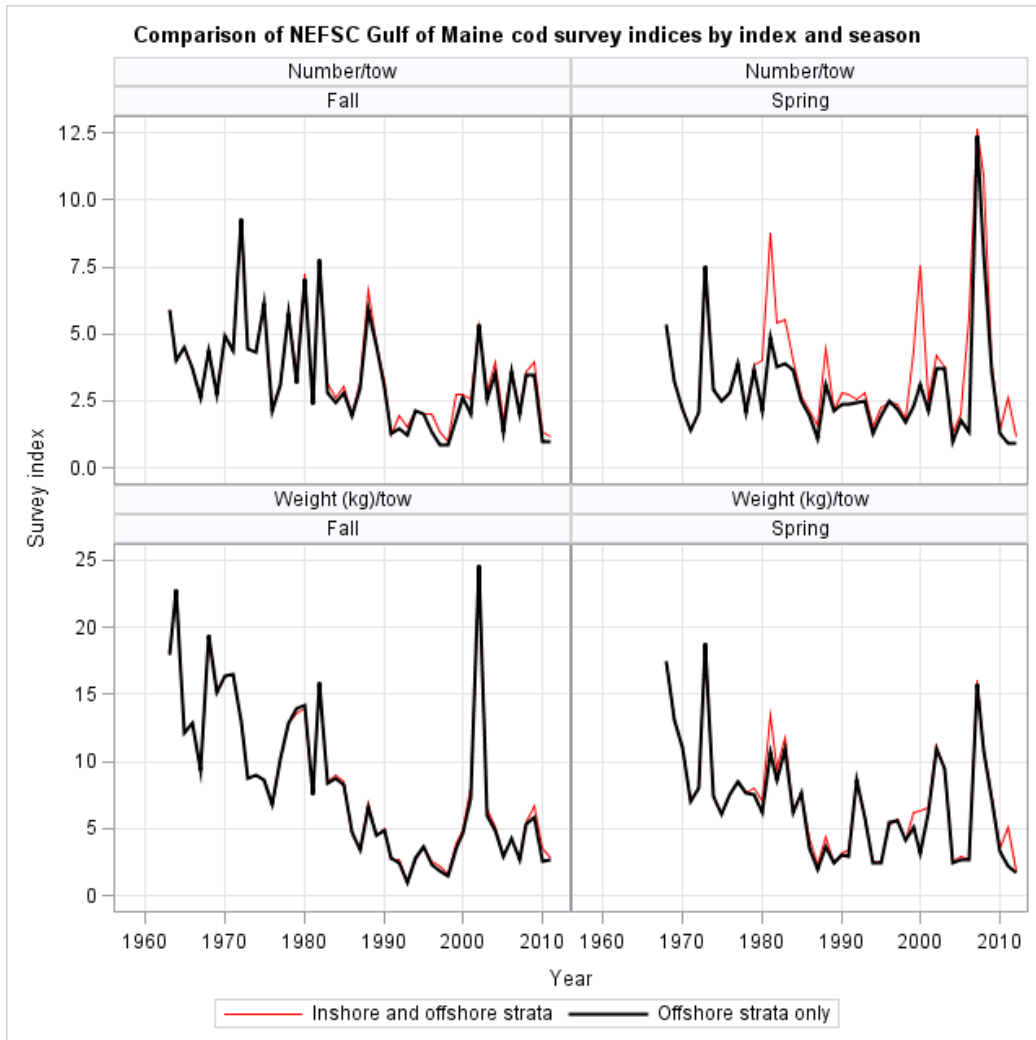 Comparison of NEFSC Gulf of Maine cod survey indices by index and season
Number/tow
Number/tow
Fall
Spring
12.5
10.0
7.5
5.0
2.5
0.0
Survey index
Weight (kg)/tow
Weight (kg)/tow
Fall
Spring
25
20
15
10
5
0
1960 1970 1980 1990 2000 2010 1960 1970 1980 1990 2000 2010
Year
Inshore and offshore strata Offshore strata only